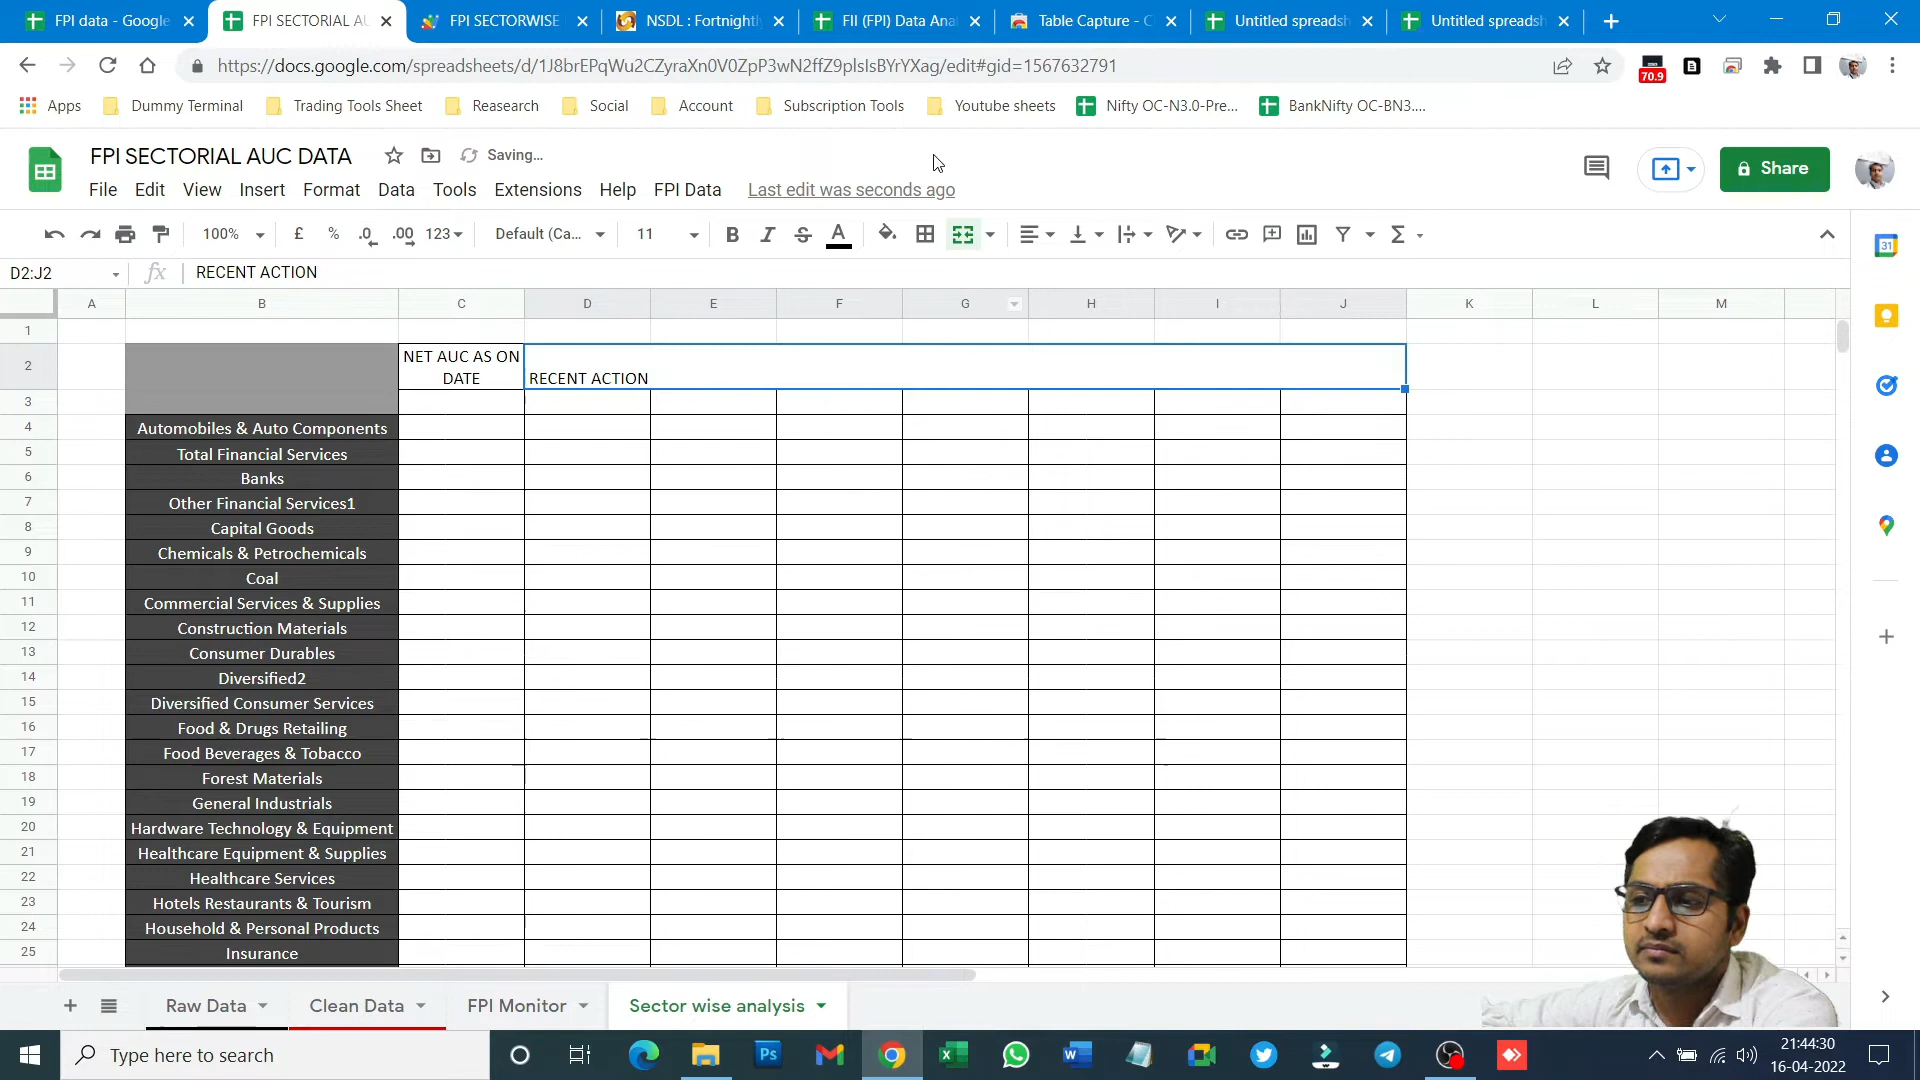 FPI data - Google
FPI SECTORIAL AU
FPI SECTORWISE
NSDL : Fortnightl
FII (FPI) Data Ana
Table Capture - C
Untitled spreadsh
Untitled spreadsh
https://docs.google.com/spreadsheets/d/1J8brEPqWu2CZyraXn0V0ZpP3wN2ffZ9plsIsBYrYXag/edit#gid=1567632791
70.9
Apps
Dummy Terminal
Trading Tools Sheet
Reasearch
Social
Account
Subscription Tools
Youtube sheets
Nifty OC-N3.0-Pre...
BankNifty OC-BN3....
FPI SECTORIAL AUC DATA
Saving...
Share
File Edit View Insert Format Data Tools Extensions Help FPI Data Last edit was seconds ago
100% £ % .0 .00 123 Default (Ca... 11 B I S A
31
D2:J2 fx RECENT ACTION
A B C D E F G H I J K L M
1
2 NET AUC AS ON DATE RECENT ACTION
3
4 Automobiles & Auto Components
5 Total Financial Services
6 Banks
7 Other Financial Services1
8 Capital Goods
9 Chemicals & Petrochemicals
10 Coal
11 Commercial Services & Supplies
12 Construction Materials
13 Consumer Durables
14 Diversified2
15 Diversified Consumer Services
16 Food & Drugs Retailing
17 Food Beverages & Tobacco
18 Forest Materials
19 General Industrials
20 Hardware Technology & Equipment
21 Healthcare Equipment & Supplies
22 Healthcare Services
23 Hotels Restaurants & Tourism
24 Household & Personal Products
25 Insurance
Raw Data
Clean Data
FPI Monitor
Sector wise analysis
Type here to search
Ps
21:44:30
16-04-2022